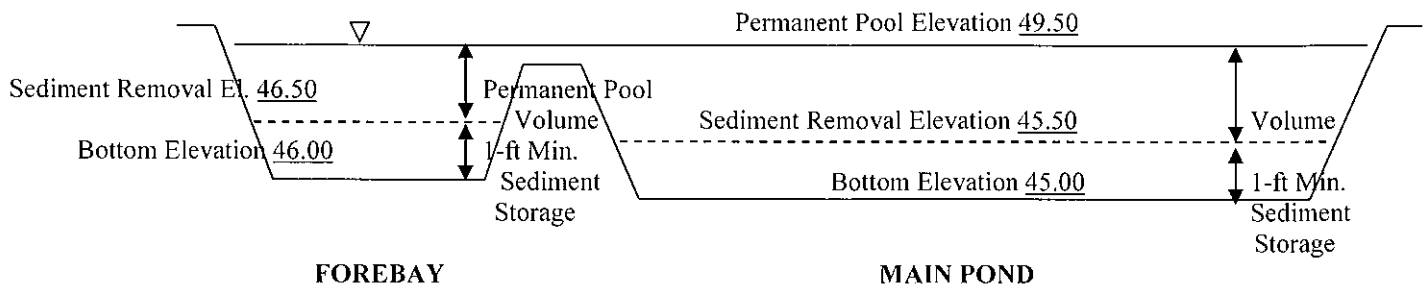 Permanent Pool Elevation 49.50
Sediment Removal El. 46.50
Permanent Pool
Volume
Sediment Removal Elevation 45.50
Volume
Bottom Elevation 46.00
1-ft Min.
Sediment
Storage
Bottom Elevation 45.00
1-ft Min.
Sediment
Storage
FOREBAY
MAIN POND